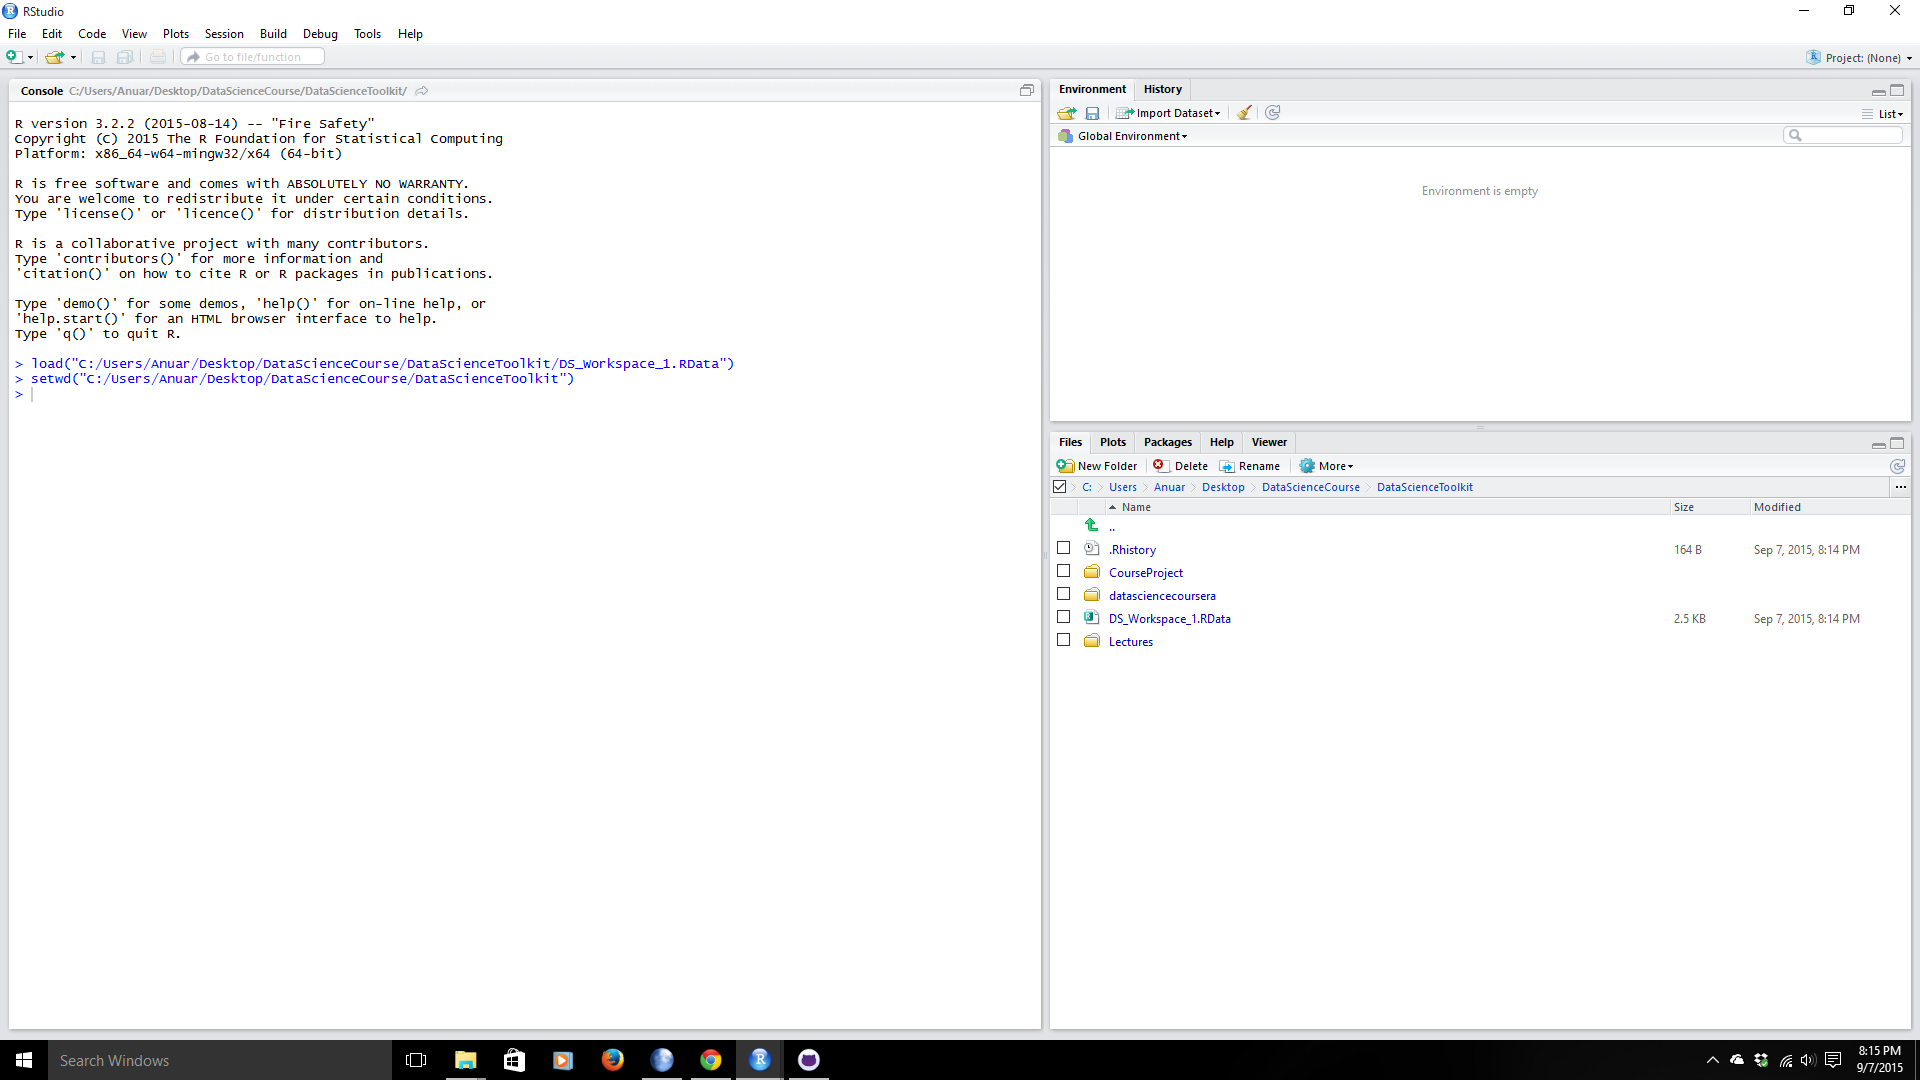 RStudio
File Edit Code View Plots Session Build Debug Tools Help
Go to file/function
Project: (None)
Console C:/Users/Anuar/Desktop/DataScienceCourse/DataScienceToolkit/
R version 3.2.2 (2015-08-14) -- "Fire Safety"
Copyright (C) 2015 The R Foundation for Statistical Computing
Platform: x86_64-w64-mingw32/x64 (64-bit)
R is free software and comes with ABSOLUTELY NO WARRANTY.
You are welcome to redistribute it under certain conditions.
Type 'license()' or 'licence()' for distribution details.
R is a collaborative project with many contributors.
Type 'contributors()' for more information and
'citation()' on how to cite R or R packages in publications.
Type 'demo()' for some demos, 'help()' for on-line help, or
'help.start()' for an HTML browser interface to help.
Type 'q()' to quit R.
> load("C:/Users/Anuar/Desktop/DataScienceCourse/DataScienceToolkit/DS_Workspace_1.RData")
> setwd("C:/Users/Anuar/Desktop/DataScienceCourse/DataScienceToolkit")
>
Environment History
Import Dataset List
Global Environment
Environment is empty
Files Plots Packages Help Viewer
New Folder Delete Rename More
C: Users Anuar Desktop DataScienceCourse DataScienceToolkit ...
Name Size Modified
..
.Rhistory 164 B Sep 7, 2015, 8:14 PM
CourseProject
datasciencecoursera
DS_Workspace_1.RData 2.5 KB Sep 7, 2015, 8:14 PM
Lectures
Search Windows
8:15 PM
9/7/2015